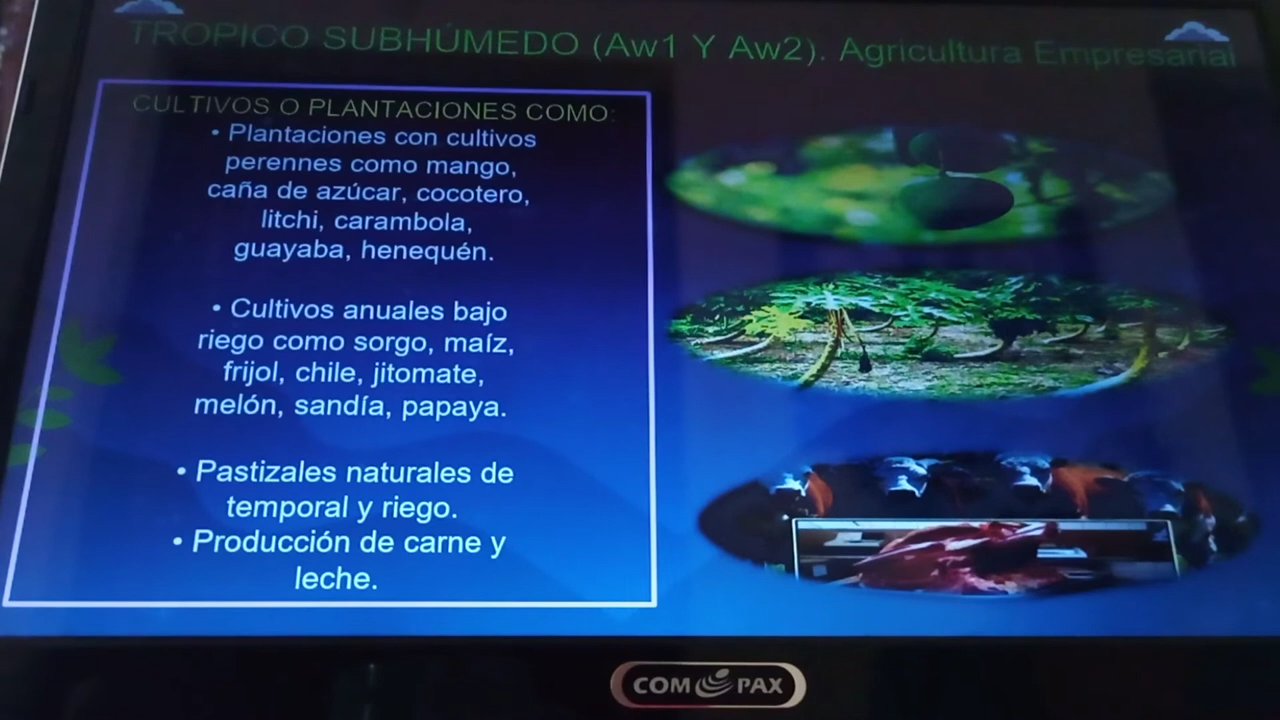 TROPICO SUBHÚMEDO (Aw1 Y Aw2). Agricultura Empresarial
CULTIVOS O PLANTACIONES COMO:
• Plantaciones con cultivos
perennes como mango,
caña de azúcar, cocotero,
litchi, carambola,
guayaba, henequén.
• Cultivos anuales bajo
riego como sorgo, maíz,
frijol, chile, jitomate,
melón, sandía, papaya.
• Pastizales naturales de
temporal y riego.
• Producción de carne y
leche.
COMPAX